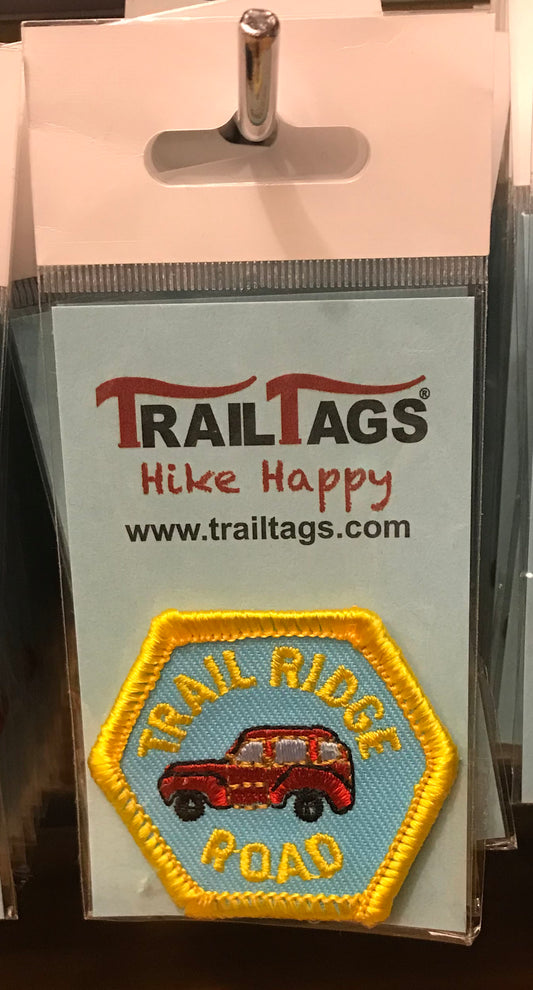 TRAILTAGS®
Hike Happy
www.trailtags.com
TRAIL RIDGE
ROAD